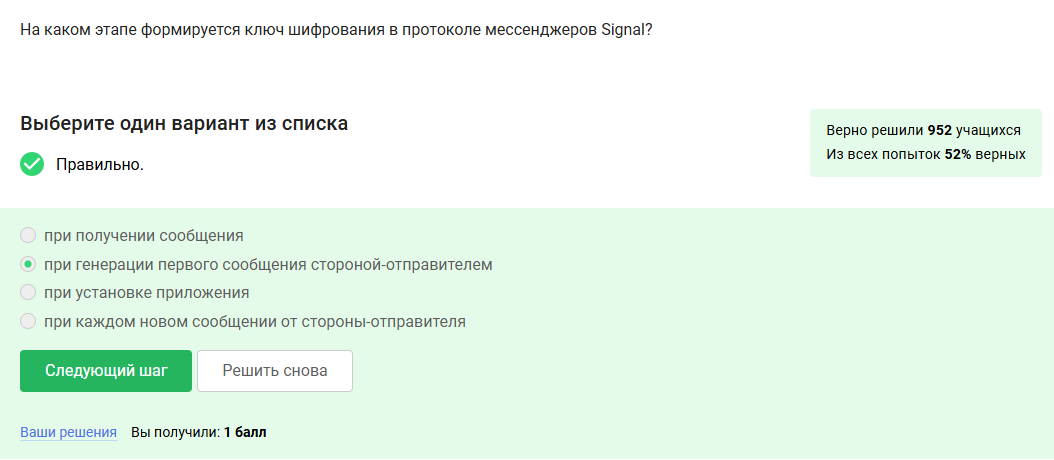 На каком этапе формируется ключ шифрования в протоколе мессенджеров Signal?
Выберите один вариант из списка
Правильно.
Верно решили 952 учащихся
Из всех попыток 52% верных
при получении сообщения
при генерации первого сообщения стороной-отправителем
при установке приложения
при каждом новом сообщении от стороны-отправителя
Следующий шаг
Решить снова
Ваши решения Вы получили: 1 балл